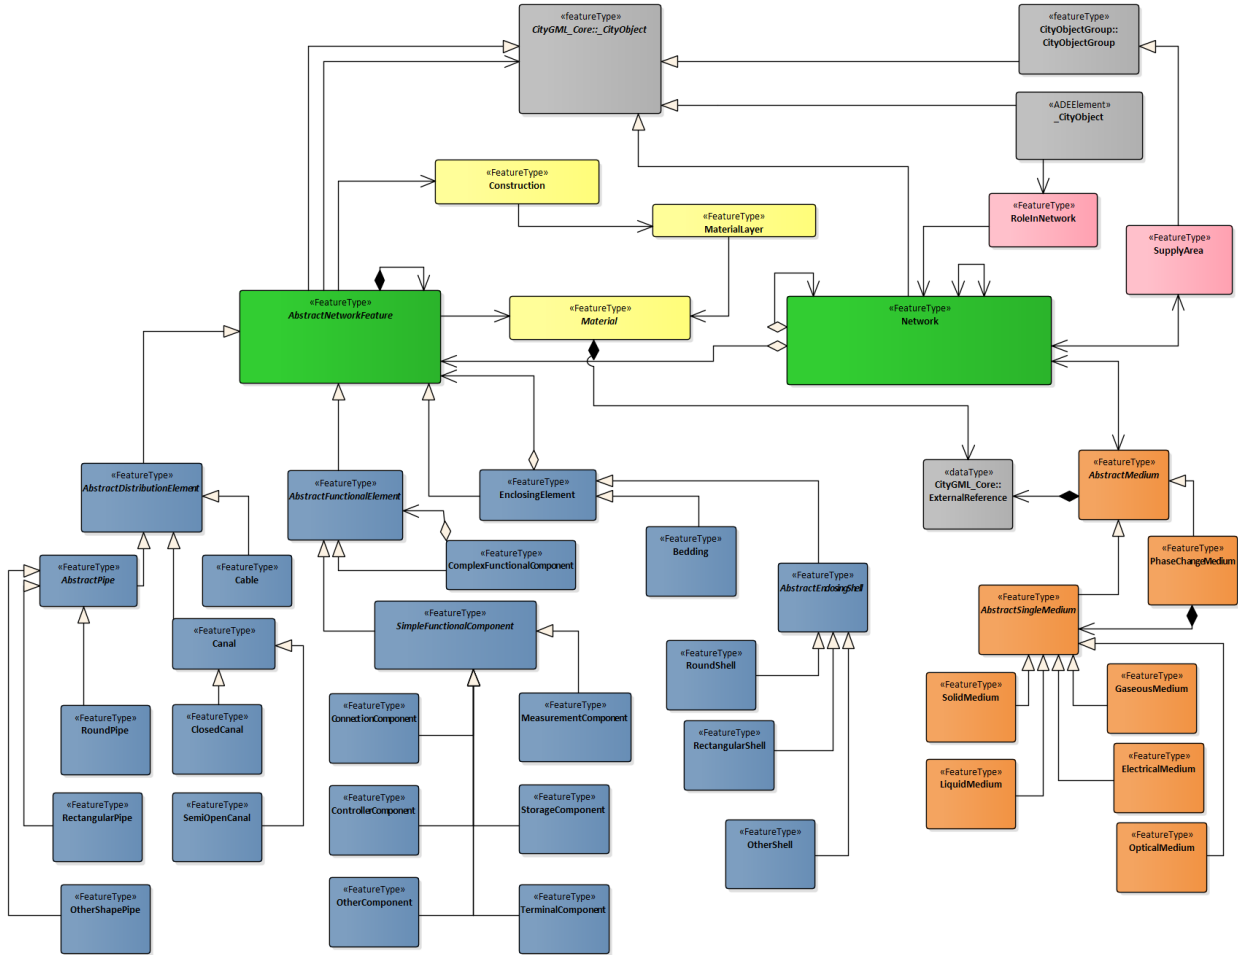 «featureType»
CityGML_Core::_CityObject
«featureType»
CityObjectGroup::
CityObjectGroup
«ADEElement»
_CityObject
«FeatureType»
Construction
«FeatureType»
MaterialLayer
«FeatureType»
RoleInNetwork
«FeatureType»
SupplyArea
«FeatureType»
AbstractNetworkFeature
«FeatureType»
Material
«FeatureType»
Network
«FeatureType»
AbstractDistributionElement
«FeatureType»
AbstractFunctionalElement
«FeatureType»
EnclosingElement
«dataType»
CityGML_Core::
ExternalReference
«FeatureType»
AbstractMedium
«FeatureType»
AbstractPipe
«FeatureType»
Cable
«FeatureType»
ComplexFunctionalComponent
«FeatureType»
Bedding
«FeatureType»
AbstractEnclosingShell
«FeatureType»
PhaseChangeMedium
«FeatureType»
Canal
«FeatureType»
SimpleFunctionalComponent
«FeatureType»
AbstractSingleMedium
«FeatureType»
RoundShell
«FeatureType»
SolidMedium
«FeatureType»
GaseousMedium
«FeatureType»
RoundPipe
«FeatureType»
ClosedCanal
«FeatureType»
ConnectionComponent
«FeatureType»
MeasurementComponent
«FeatureType»
RectangularShell
«FeatureType»
LiquidMedium
«FeatureType»
ElectricalMedium
«FeatureType»
RectangularPipe
«FeatureType»
SemiOpenCanal
«FeatureType»
ControllerComponent
«FeatureType»
StorageComponent
«FeatureType»
OtherShell
«FeatureType»
OpticalMedium
«FeatureType»
OtherShapePipe
«FeatureType»
OtherComponent
«FeatureType»
TerminalComponent